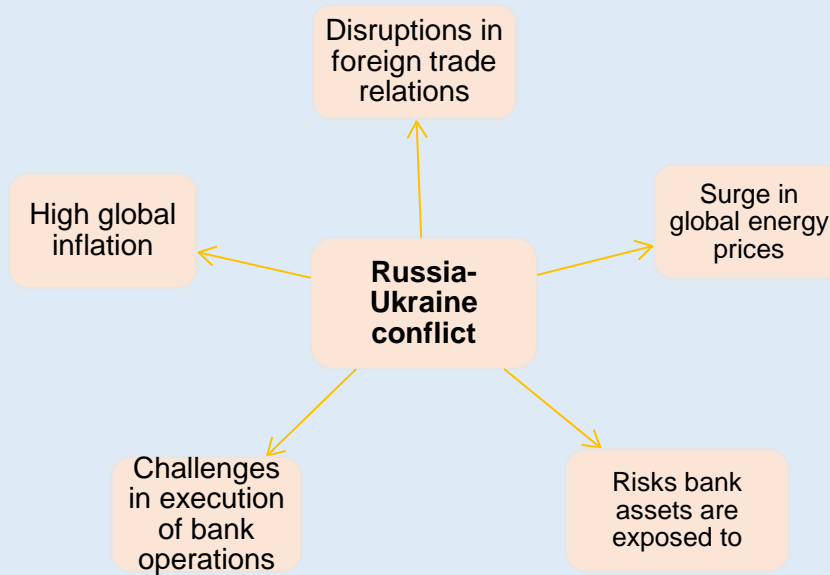 Disruptions in
foreign trade
relations
High global
inflation
Surge in
global energy
prices
Russia-
Ukraine
conflict
Challenges
in execution
of bank
operations
Risks bank
assets are
exposed to